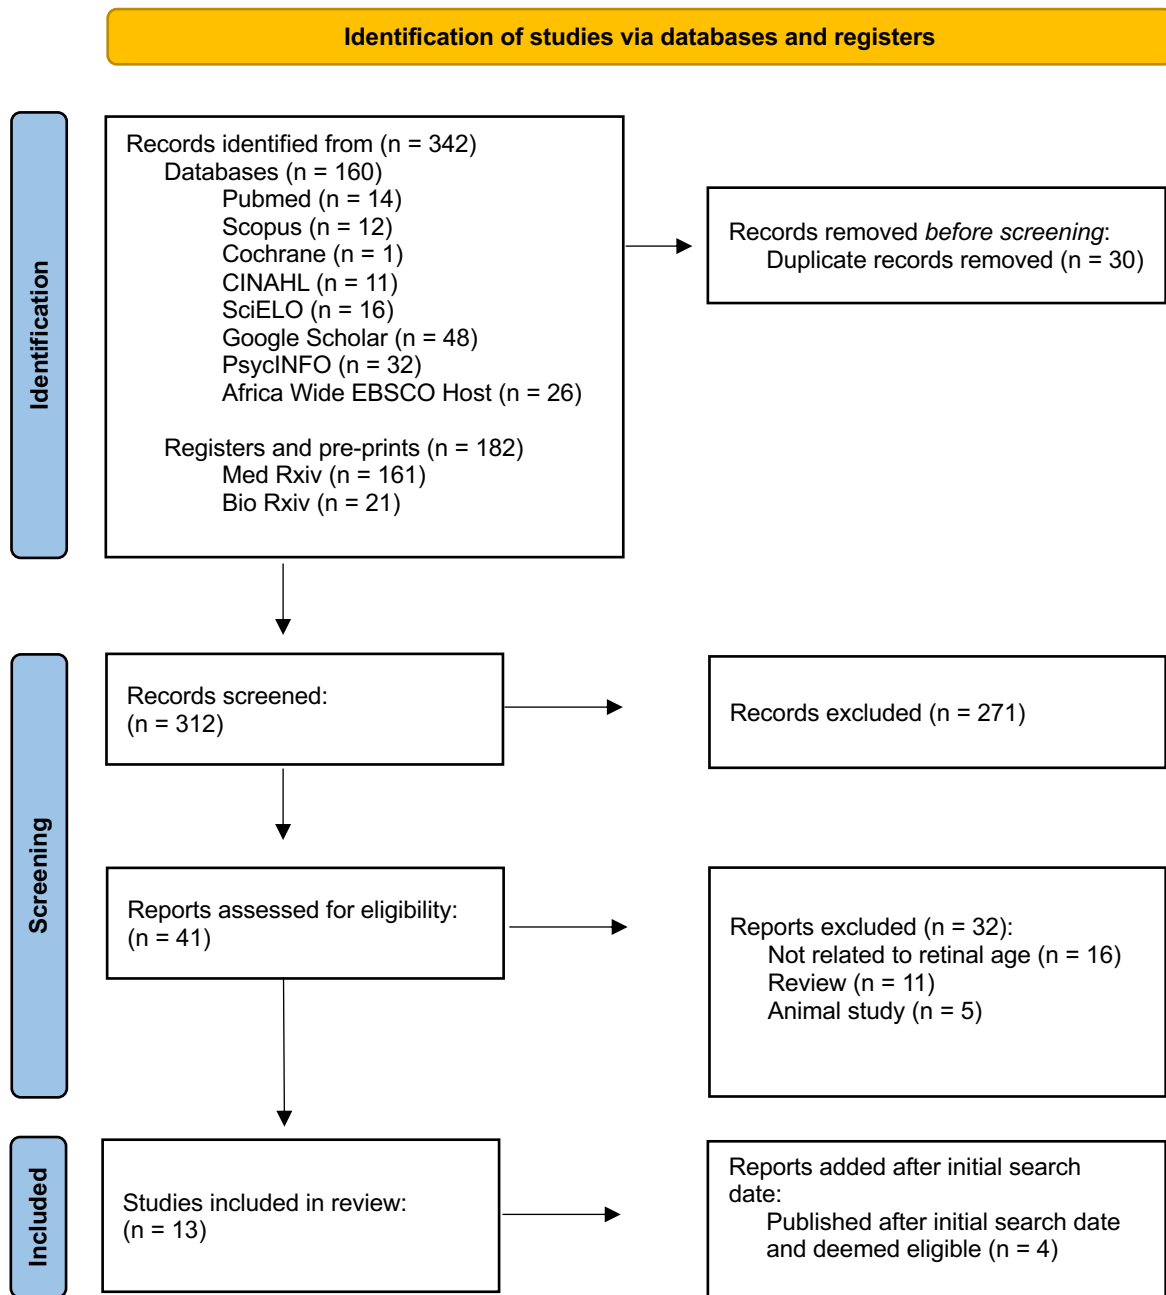 Identification of studies via databases and registers
Identification
Records identified from (n = 342)
Databases (n = 160)
Pubmed (n = 14)
Scopus (n = 12)
Cochrane (n = 1)
CINAHL (n = 11)
SciELO (n = 16)
Google Scholar (n = 48)
PsycINFO (n = 32)
Africa Wide EBSCO Host (n = 26)
Registers and pre-prints (n = 182)
Med Rxiv (n = 161)
Bio Rxiv (n = 21)
Records removed before screening:
Duplicate records removed (n = 30)
Screening
Records screened:
(n = 312)
Records excluded (n = 271)
Reports assessed for eligibility:
(n = 41)
Reports excluded (n = 32):
Not related to retinal age (n = 16)
Review (n = 11)
Animal study (n = 5)
Included
Studies included in review:
(n = 13)
Reports added after initial search
date:
Published after initial search date
and deemed eligible (n = 4)